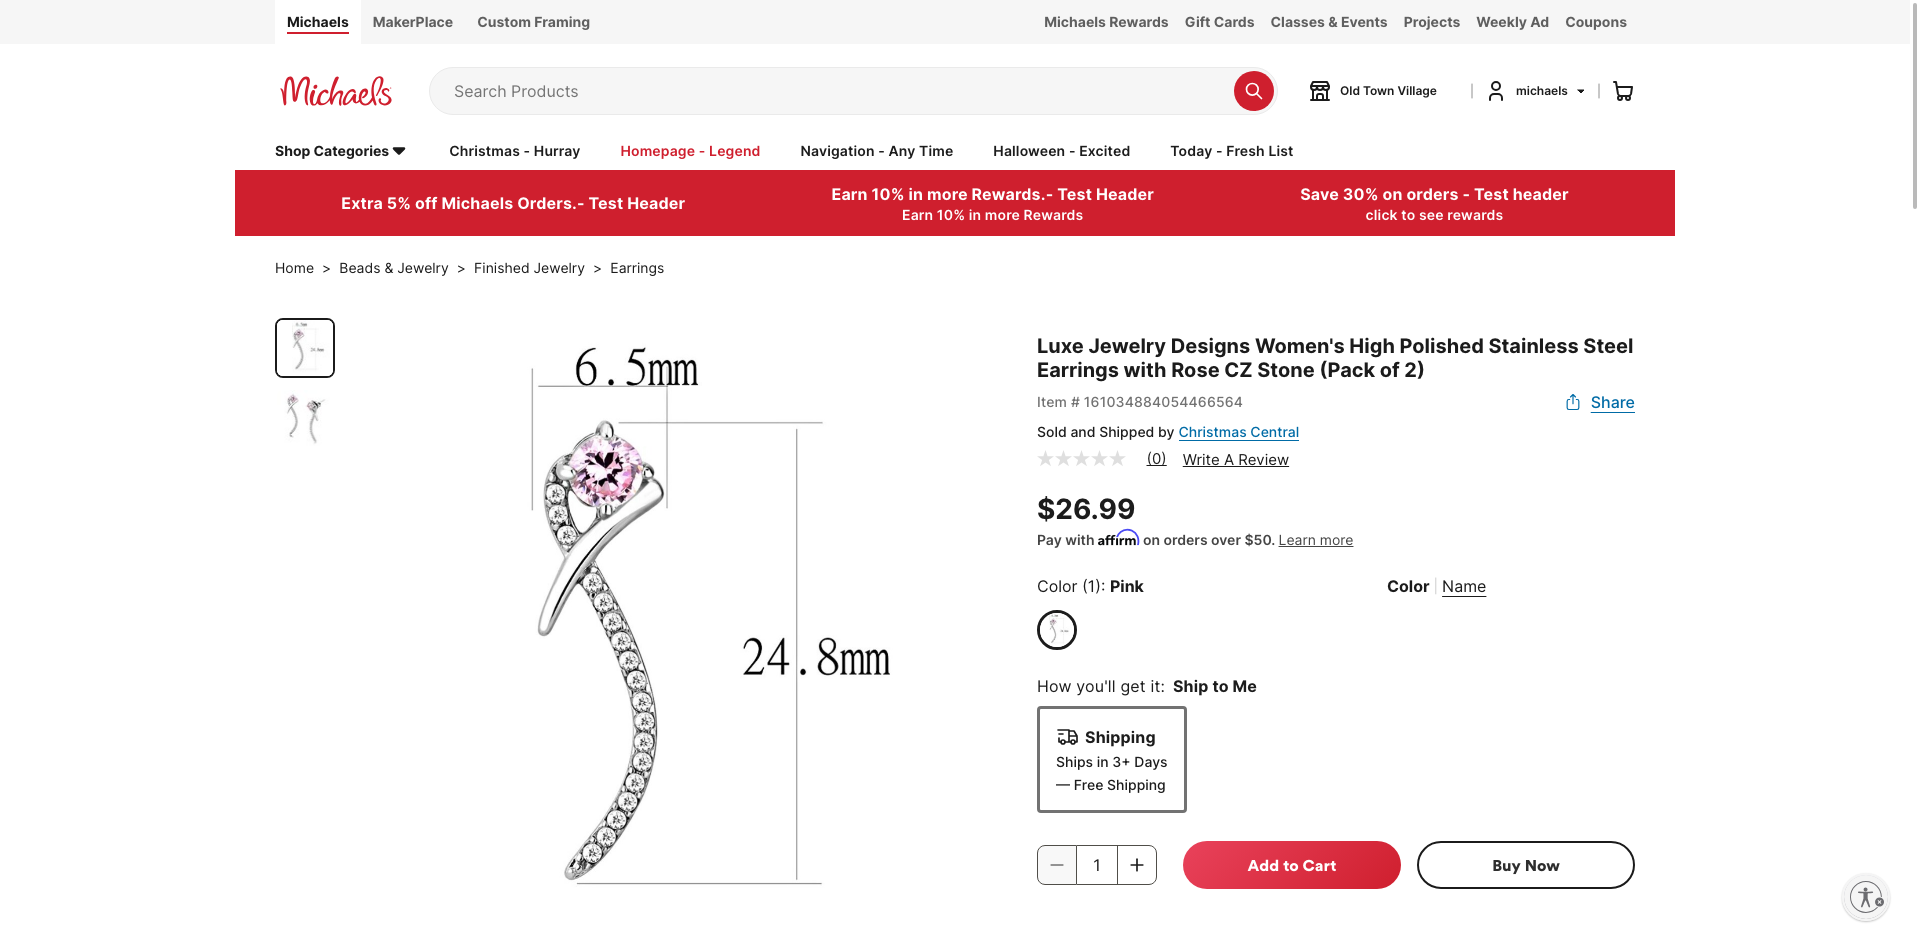 Michaels
MakerPlace
Custom Framing
Michaels Rewards
Gift Cards
Classes & Events
Projects
Weekly Ad
Coupons
Michaels
Search Products
Old Town Village
michaels
Shop Categories
Christmas - Hurray
Homepage - Legend
Navigation - Any Time
Halloween - Excited
Today - Fresh List
Extra 5% off Michaels Orders.- Test Header
Earn 10% in more Rewards.- Test Header
Earn 10% in more Rewards
Save 30% on orders - Test header
click to see rewards
Home > Beads & Jewelry > Finished Jewelry > Earrings
6.5mm
24.8mm
Luxe Jewelry Designs Women's High Polished Stainless Steel
Earrings with Rose CZ Stone (Pack of 2)
Item # 161034884054466564
Share
Sold and Shipped by Christmas Central
(0) Write A Review
$26.99
Pay with affirm on orders over $50. Learn more
Color (1): Pink
Color | Name
How you'll get it: Ship to Me
Shipping
Ships in 3+ Days
— Free Shipping
1
Add to Cart
Buy Now